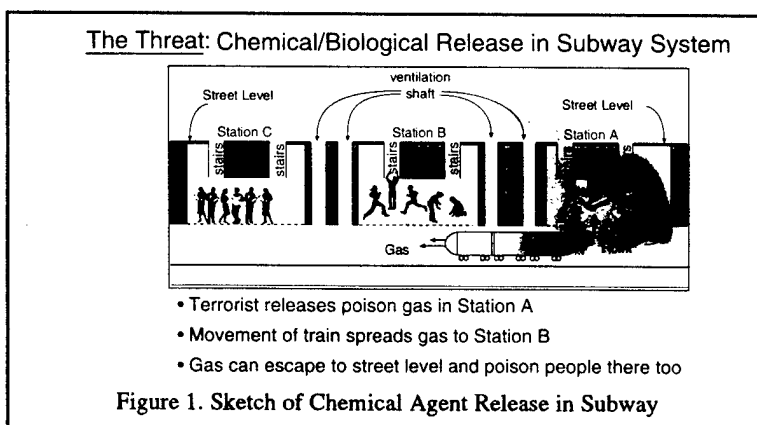 The Threat: Chemical/Biological Release in Subway System
ventilation
shaft
Street Level
Street Level
Station C
Station B
Station A
stairs
stairs
stairs
stairs
Gas
• Terrorist releases poison gas in Station A
• Movement of train spreads gas to Station B
• Gas can escape to street level and poison people there too
Figure 1. Sketch of Chemical Agent Release in Subway